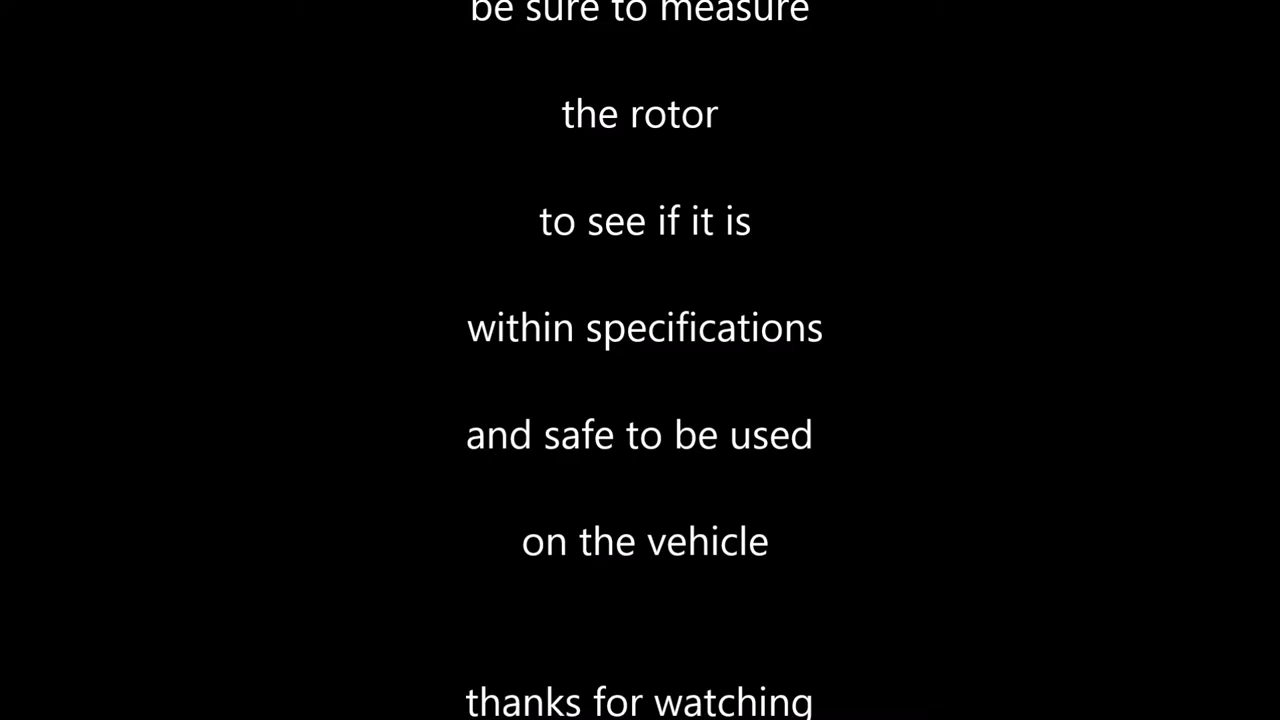 be sure to measure
the rotor
to see if it is
within specifications
and safe to be used
on the vehicle
thanks for watching